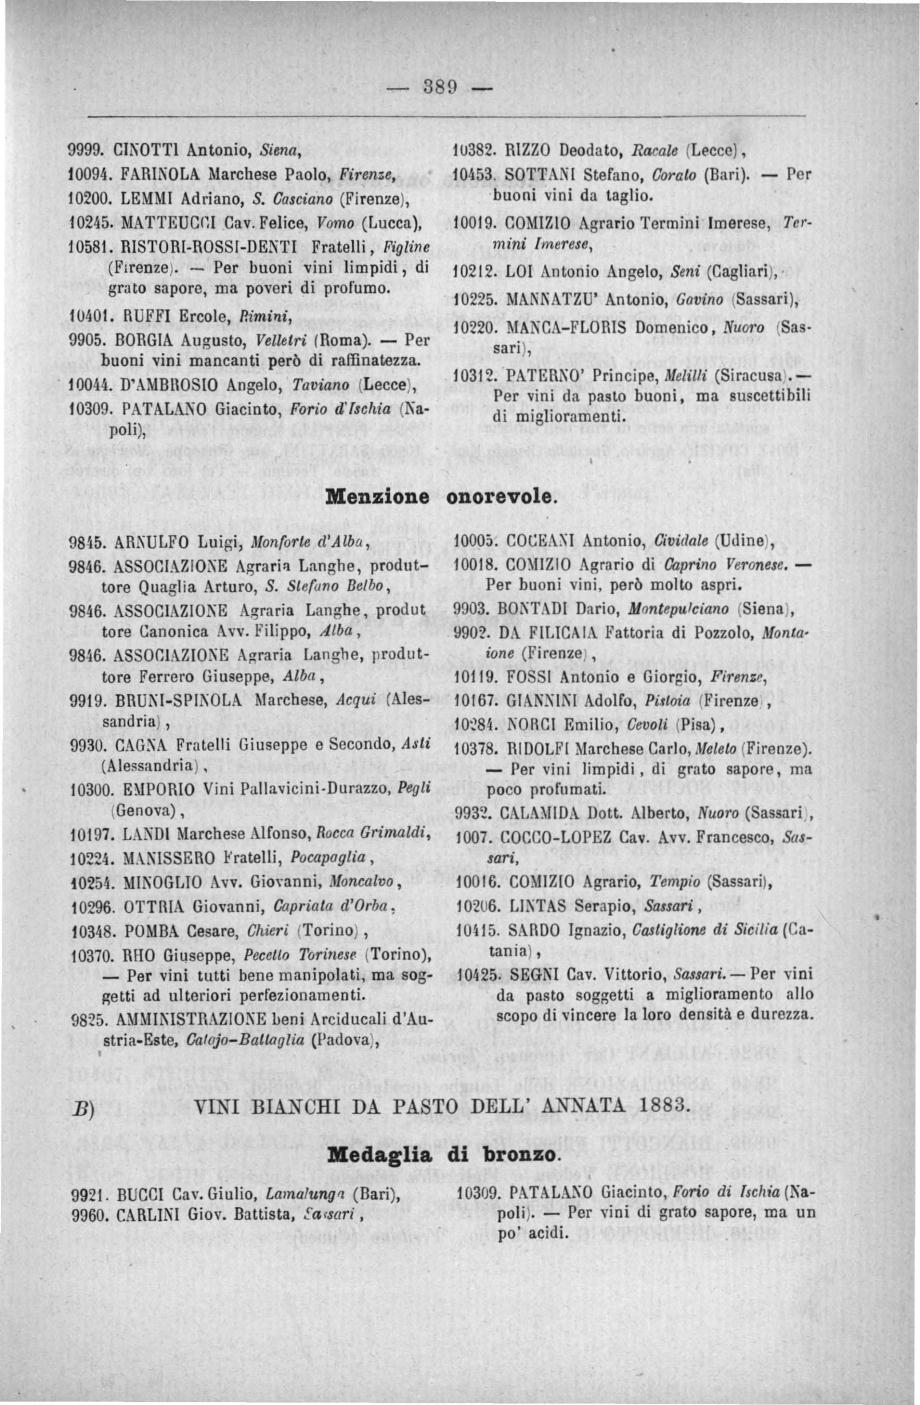 — 389 —
9999. CINOTTI Antonio, Siena,
10094. FARINOLA Marchese Paolo, Firenze,
10200. LEMMI Adriano, S. Casciano (Firenze),
10245. MATTEUCCI Cav. Felice, Vomo (Lucca),
10581. RISTORI-ROSSI-DENTI Fratelli, Figline
(Firenze). — Per buoni vini limpidi, di
grato sapore, ma poveri di profumo.
10401. RUFFI Ercole, Rimini,
9905. BORGIA Augusto, Velletri (Roma). — Per
buoni vini mancanti però di raffinatezza.
10044. D'AMBROSIO Angelo, Taviano (Lecce),
10309. PATALANO Giacinto, Forio d'Ischia (Na-
poli),
10382. RIZZO Deodato, Racale (Lecce),
10453. SOTTANI Stefano, Corato (Bari). — Per
buoni vini da taglio.
10019. COMIZIO Agrario Termini Imerese, Ter-
mini Imerese,
10212. LOI Antonio Angelo, Seni (Cagliari),
10225. MANNATZU' Antonio, Gavino (Sassari),
10220. MANCA-FLORIS Domenico, Nuoro (Sas-
sari),
10312. PATERNO' Principe, Melilli (Siracusa). —
Per vini da pasto buoni, ma suscettibili
di miglioramenti.
Menzione onorevole.
9845. ARNULFO Luigi, Monforte d'Alba,
9846. ASSOCIAZIONE Agraria Langhe, produt-
tore Quaglia Arturo, S. Stefano Belbo,
9846. ASSOCIAZIONE Agraria Langhe, produt
tore Canonica Avv. Filippo, Alba,
9846. ASSOCIAZIONE Agraria Langhe, produt-
tore Ferrero Giuseppe, Alba,
9919. BRUNI-SPINOLA Marchese, Acqui (Ales-
sandria),
9930. CAGNA Fratelli Giuseppe e Secondo, Asti
(Alessandria),
10300. EMPORIO Vini Pallavicini-Durazzo, Pegli
(Genova),
10197. LANDI Marchese Alfonso, Rocca Grimaldi,
10224. MANISSERO Fratelli, Pocapaglia,
10254. MINOGLIO Avv. Giovanni, Moncalvo,
10296. OTTRIA Giovanni, Capriata d'Orba,
10348. POMBA Cesare, Chieri (Torino),
10370. RHO Giuseppe, Pecetto Torinese (Torino),
— Per vini tutti bene manipolati, ma sog-
getti ad ulteriori perfezionamenti.
9825. AMMINISTRAZIONE beni Arciducali d'Au-
stria-Este, Catajo-Battaglia (Padova),
10005. COCEANI Antonio, Cividale (Udine),
10018. COMIZIO Agrario di Caprino Veronese. —
Per buoni vini, però molto aspri.
9903. BONTADI Dario, Montepulciano (Siena),
9902. DA FILICAIA Fattoria di Pozzolo, Monta-
ione (Firenze),
10119. FOSSI Antonio e Giorgio, Firenze,
10167. GIANNINI Adolfo, Pistoia (Firenze),
10284. NORCI Emilio, Cevoli (Pisa),
10378. RIDOLFI Marchese Carlo, Meleto (Firenze).
— Per vini limpidi, di grato sapore, ma
poco profumati.
9932. CALAMIDA Dott. Alberto, Nuoro (Sassari),
1007. COCCO-LOPEZ Cav. Avv. Francesco, Sas-
sari,
10016. COMIZIO Agrario, Tempio (Sassari),
10206. LINTAS Serapio, Sassari,
10415. SARDO Ignazio, Castiglione di Sicilia (Ca-
tania),
10425. SEGNI Cav. Vittorio, Sassari. — Per vini
da pasto soggetti a miglioramento allo
scopo di vincere la loro densità e durezza.
B) VINI BIANCHI DA PASTO DELL' ANNATA 1883.
Medaglia di bronzo.
9921. BUCCI Cav. Giulio, Lamalunga (Bari),
9960. CARLINI Giov. Battista, Sassari,
10309. PATALANO Giacinto, Forio di Ischia (Na-
poli). — Per vini di grato sapore, ma un
po' acidi.